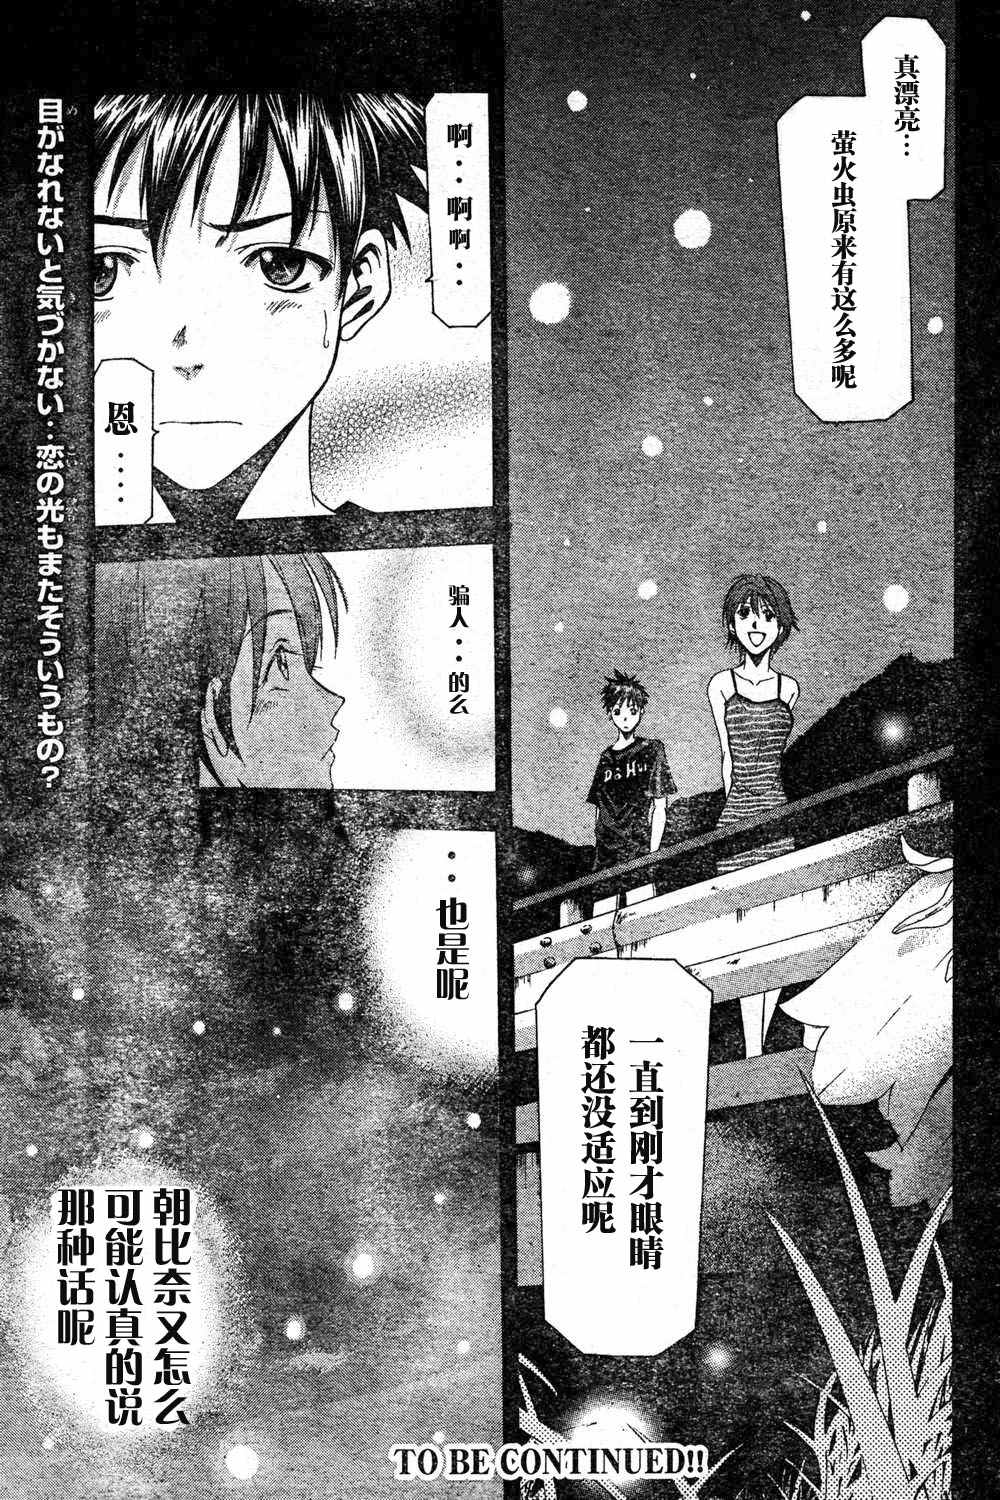 真漂亮…
萤火虫原来有这么多呢
一直到刚才眼睛
都还没适应呢
啊・・啊啊・・
恩・・・・
骗人・・・的么
・・也是呢
朝比奈又怎么
可能认真的说
那种话呢
目がなれないと気づかない・・恋の光もまたそういうもの?
Da Hui
TO BE CONTINUED!!